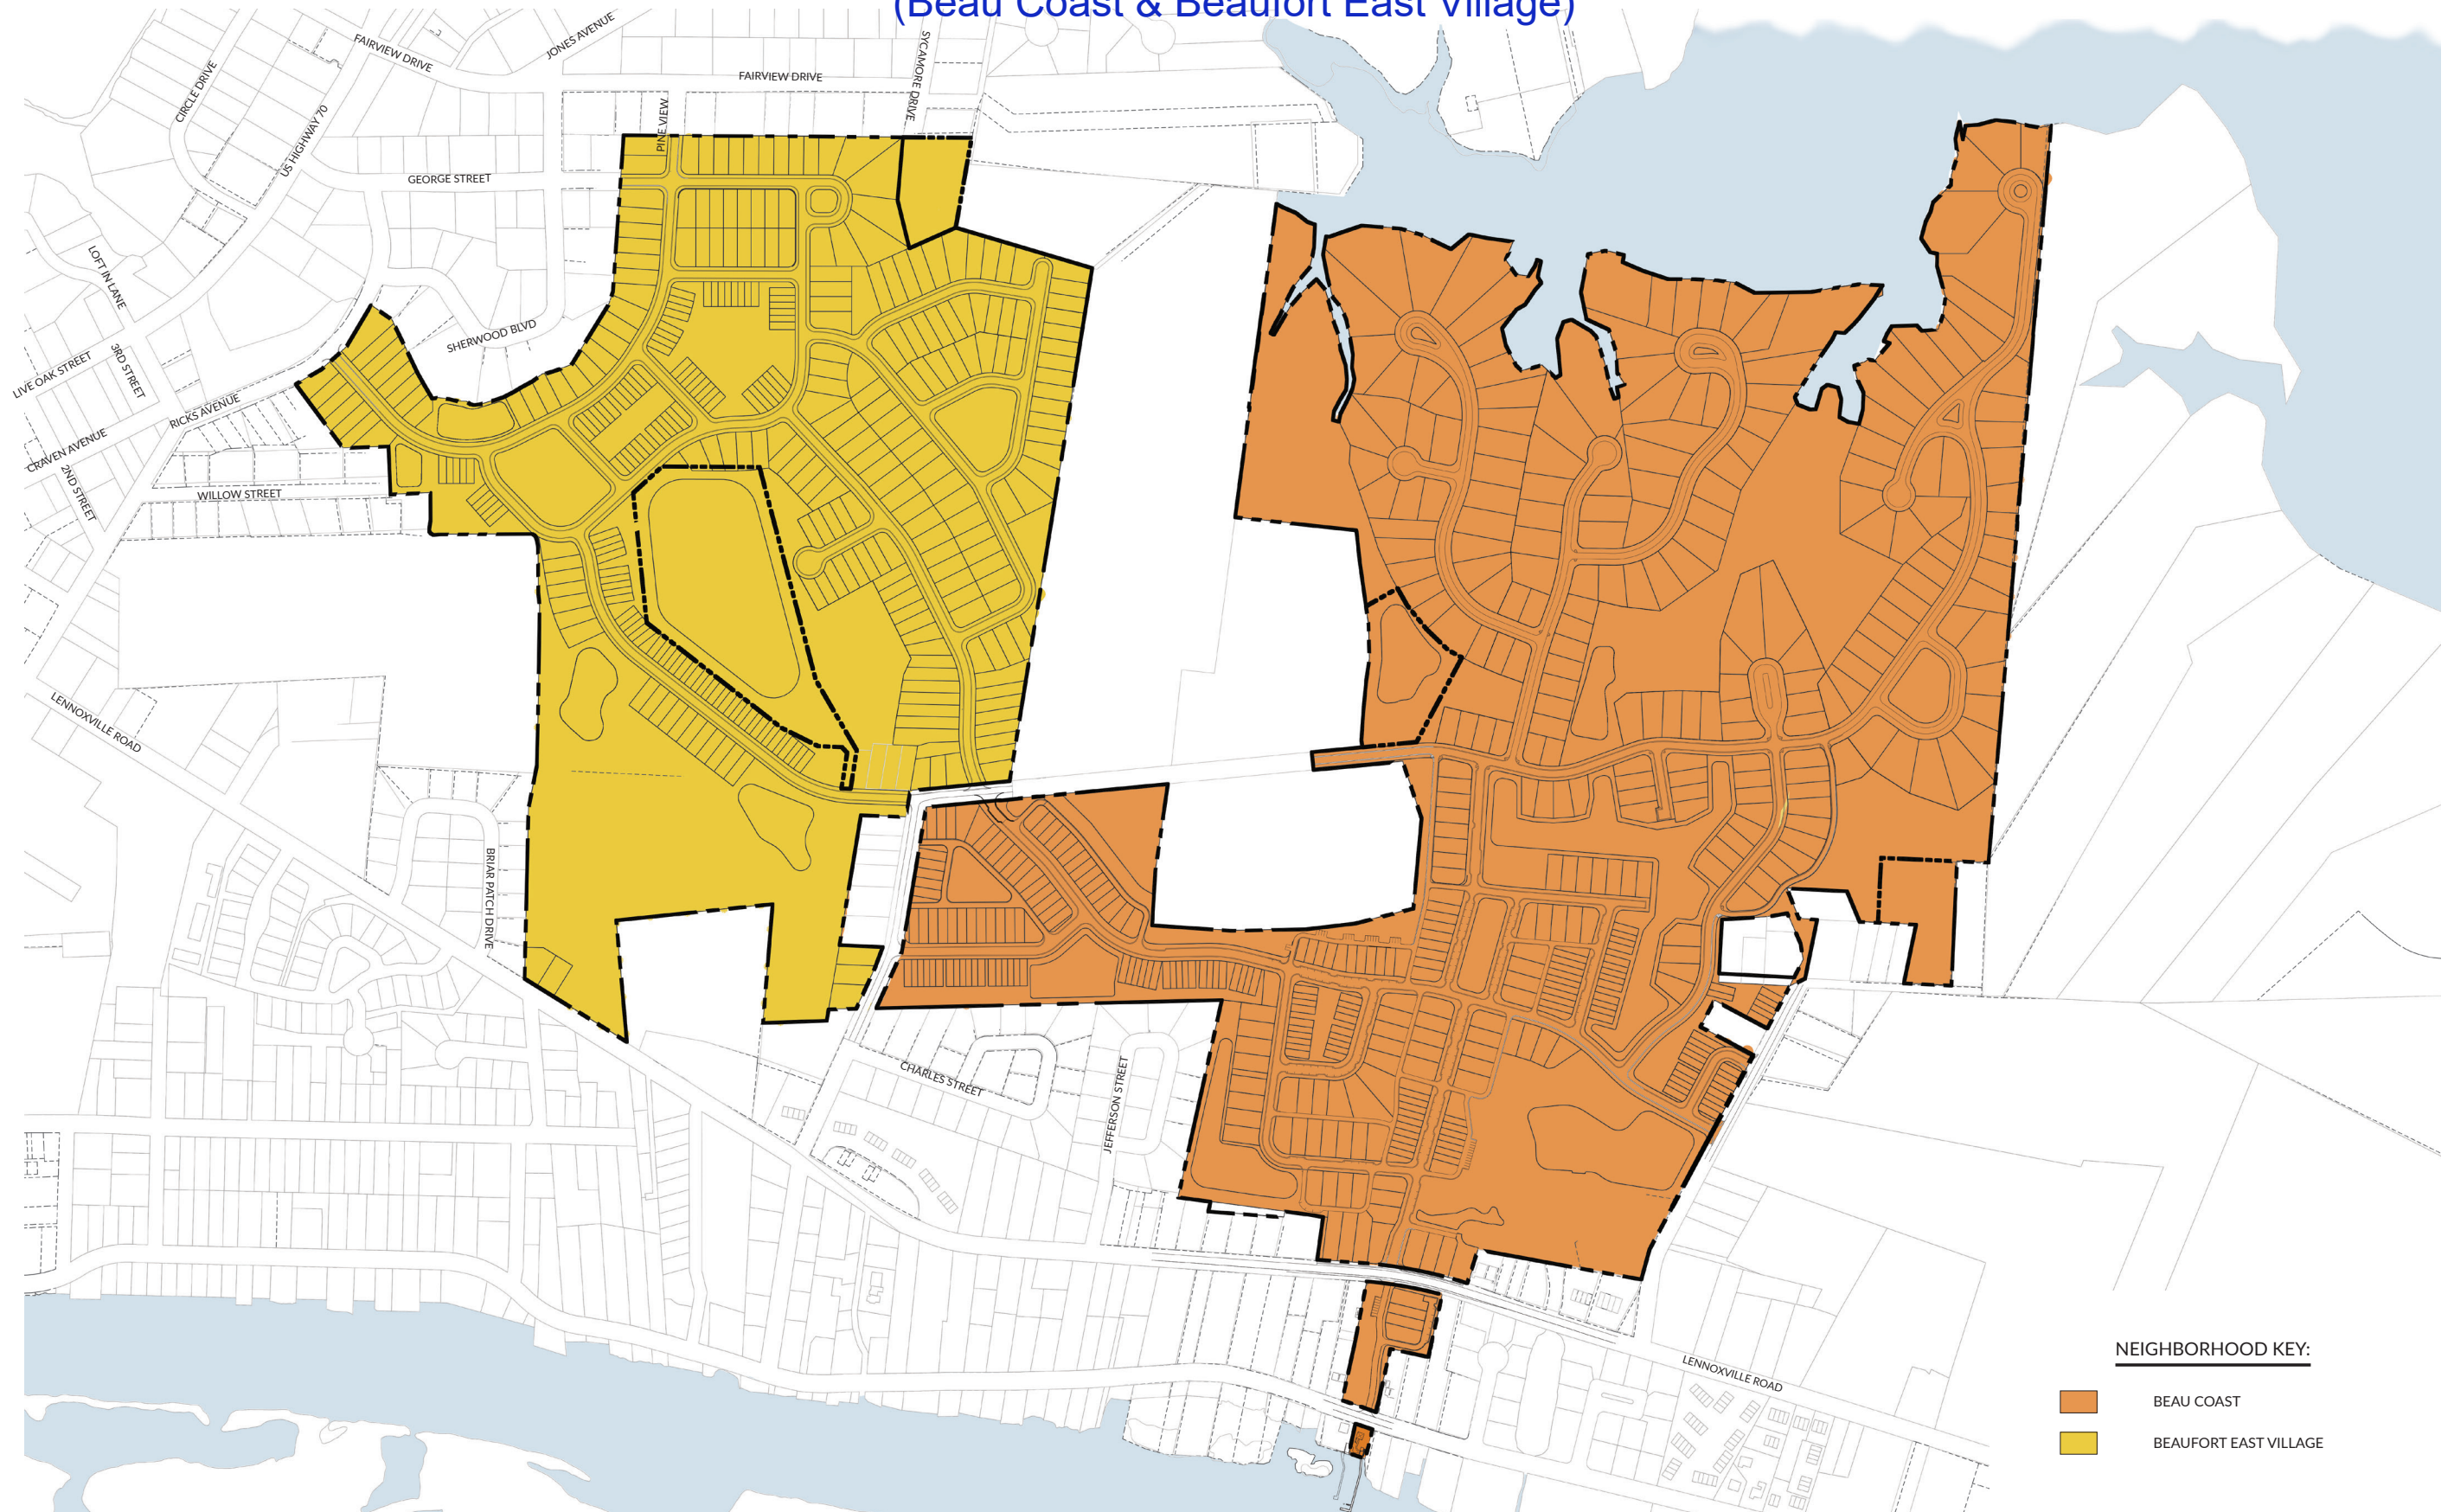 (Beau Coast & Beaufort East Village)
JONES AVENUE
FAIRVIEW DRIVE
FAIRVIEW DRIVE
SYCAMORE DRIVE
CIRCLE DRIVE
US HIGHWAY 70
PINE VIEW
GEORGE STREET
LOFT IN LANE
SHERWOOD BLVD
3RD STREET
LIVE OAK STREET
RICKS AVENUE
CRAVEN AVENUE
2ND STREET
WILLOW STREET
LENNOXVILLE ROAD
BRIAR PATCH DRIVE
CHARLES STREET
JEFFERSON STREET
LENNOXVILLE ROAD
NEIGHBORHOOD KEY:
BEAU COAST
BEAUFORT EAST VILLAGE